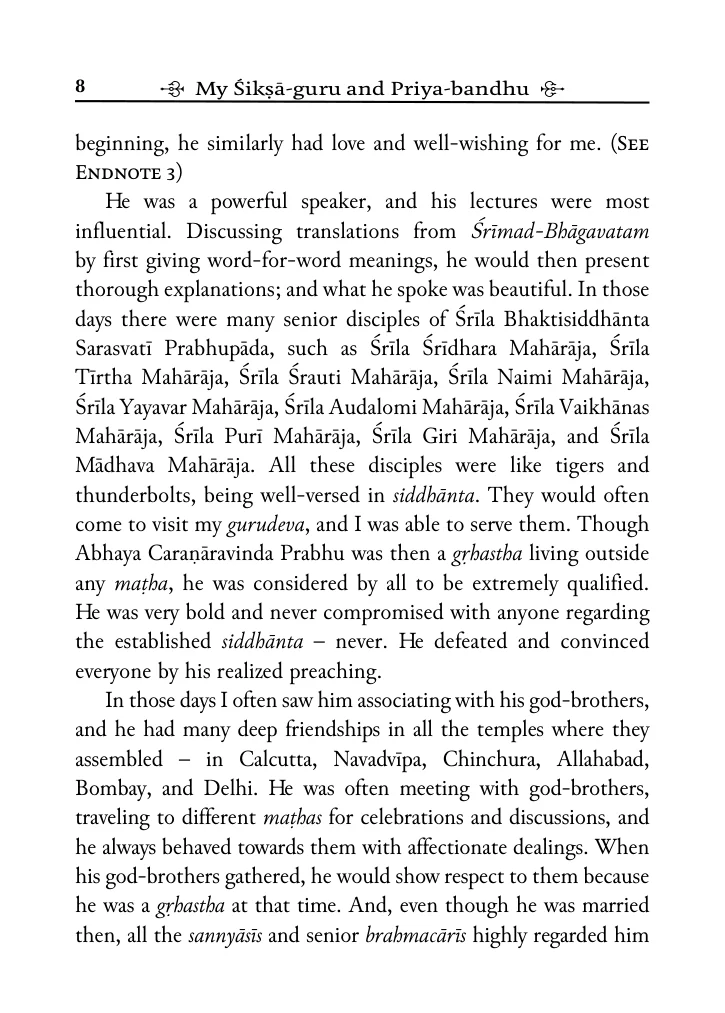 8 My Śikṣā-guru and Priya-bandhu
beginning, he similarly had love and well-wishing for me. (See
Endnote 3)
He was a powerful speaker, and his lectures were most
influential. Discussing translations from Śrīmad-Bhāgavatam
by first giving word-for-word meanings, he would then present
thorough explanations; and what he spoke was beautiful. In those
days there were many senior disciples of Śrīla Bhaktisiddhānta
Sarasvatī Prabhupāda, such as Śrīla Śrīdhara Mahārāja, Śrīla
Tīrtha Mahārāja, Śrīla Śrauti Mahārāja, Śrīla Naimi Mahārāja,
Śrīla Yayavar Mahārāja, Śrīla Audalomi Mahārāja, Śrīla Vaikhānas
Mahārāja, Śrīla Purī Mahārāja, Śrīla Giri Mahārāja, and Śrīla
Mādhava Mahārāja. All these disciples were like tigers and
thunderbolts, being well-versed in siddhānta. They would often
come to visit my gurudeva, and I was able to serve them. Though
Abhaya Caraṇāravinda Prabhu was then a gṛhastha living outside
any maṭha, he was considered by all to be extremely qualified.
He was very bold and never compromised with anyone regarding
the established siddhānta – never. He defeated and convinced
everyone by his realized preaching.
In those days I often saw him associating with his god-brothers,
and he had many deep friendships in all the temples where they
assembled – in Calcutta, Navadvīpa, Chinchura, Allahabad,
Bombay, and Delhi. He was often meeting with god-brothers,
traveling to different maṭhas for celebrations and discussions, and
he always behaved towards them with affectionate dealings. When
his god-brothers gathered, he would show respect to them because
he was a gṛhastha at that time. And, even though he was married
then, all the sannyāsīs and senior brahmacārīs highly regarded him